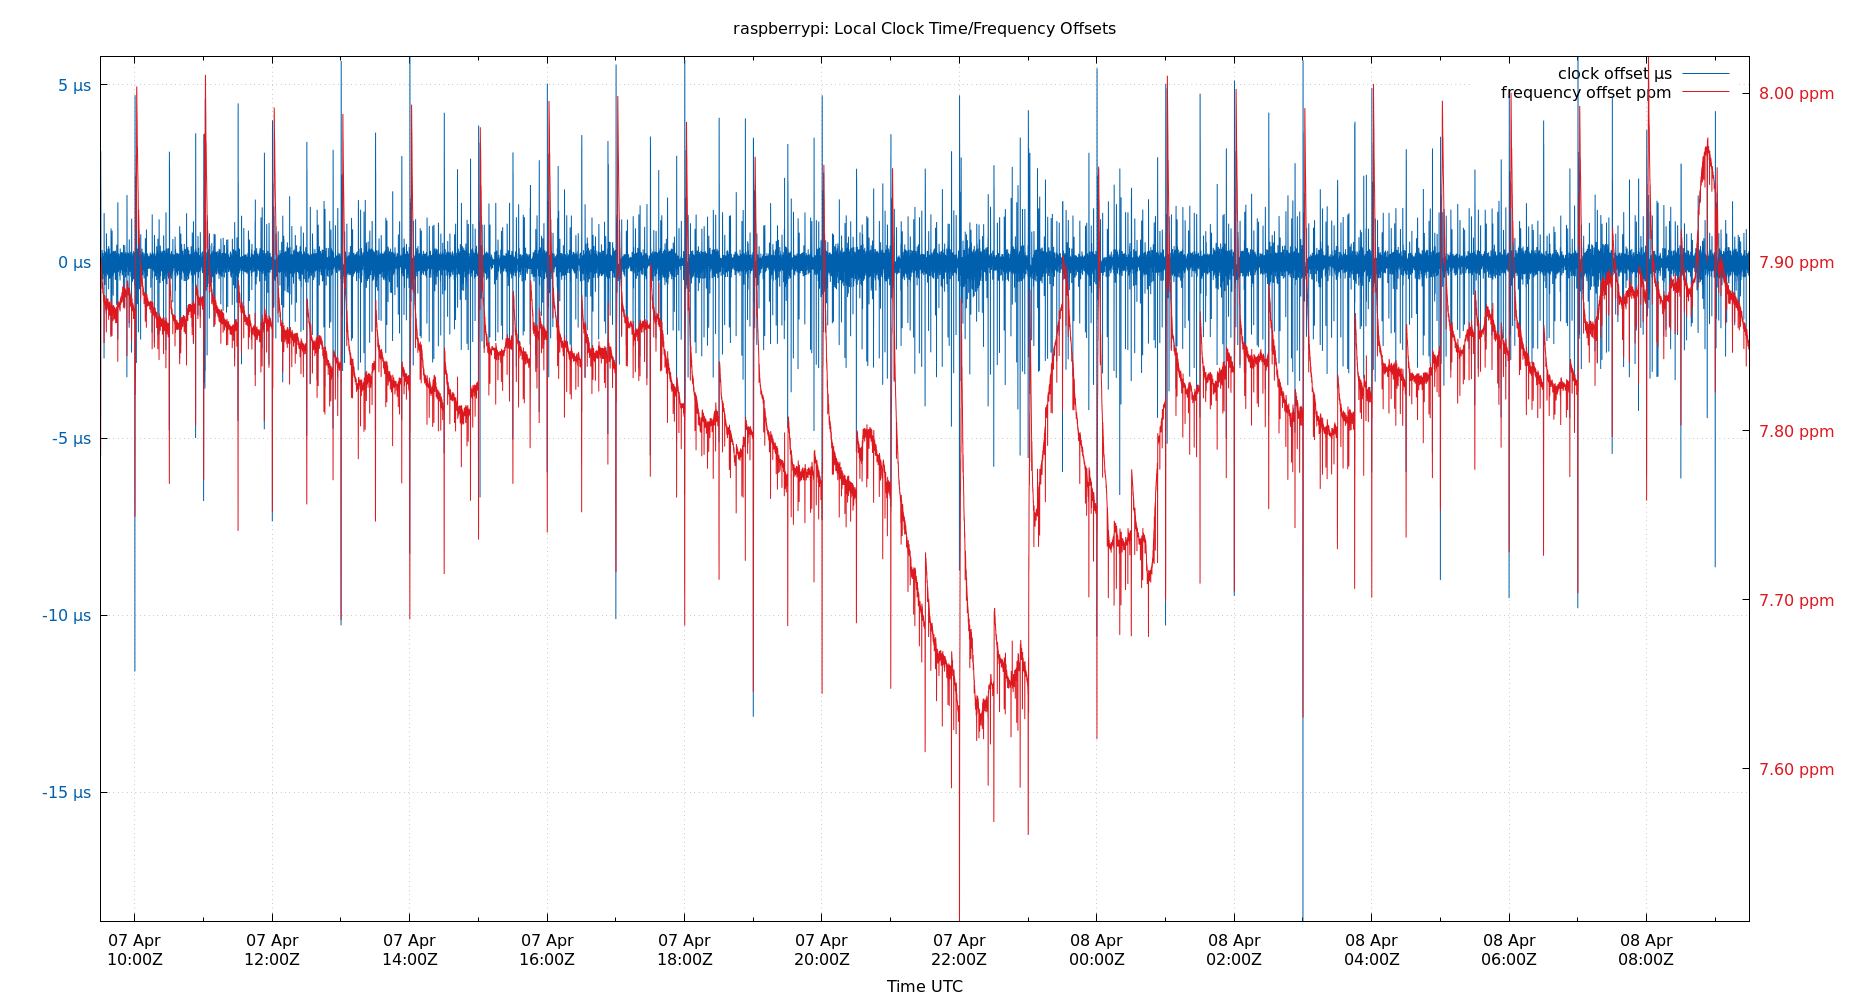 raspberrypi: Local Clock Time/Frequency Offsets
clock offset µs
frequency offset ppm
5 µs
0 µs
-5 µs
-10 µs
-15 µs
8.00 ppm
7.90 ppm
7.80 ppm
7.70 ppm
7.60 ppm
07 Apr 07 Apr 07 Apr 07 Apr 07 Apr 07 Apr 07 Apr 08 Apr 08 Apr 08 Apr 08 Apr 08 Apr
10:00Z 12:00Z 14:00Z 16:00Z 18:00Z 20:00Z 22:00Z 00:00Z 02:00Z 04:00Z 06:00Z 08:00Z
Time UTC